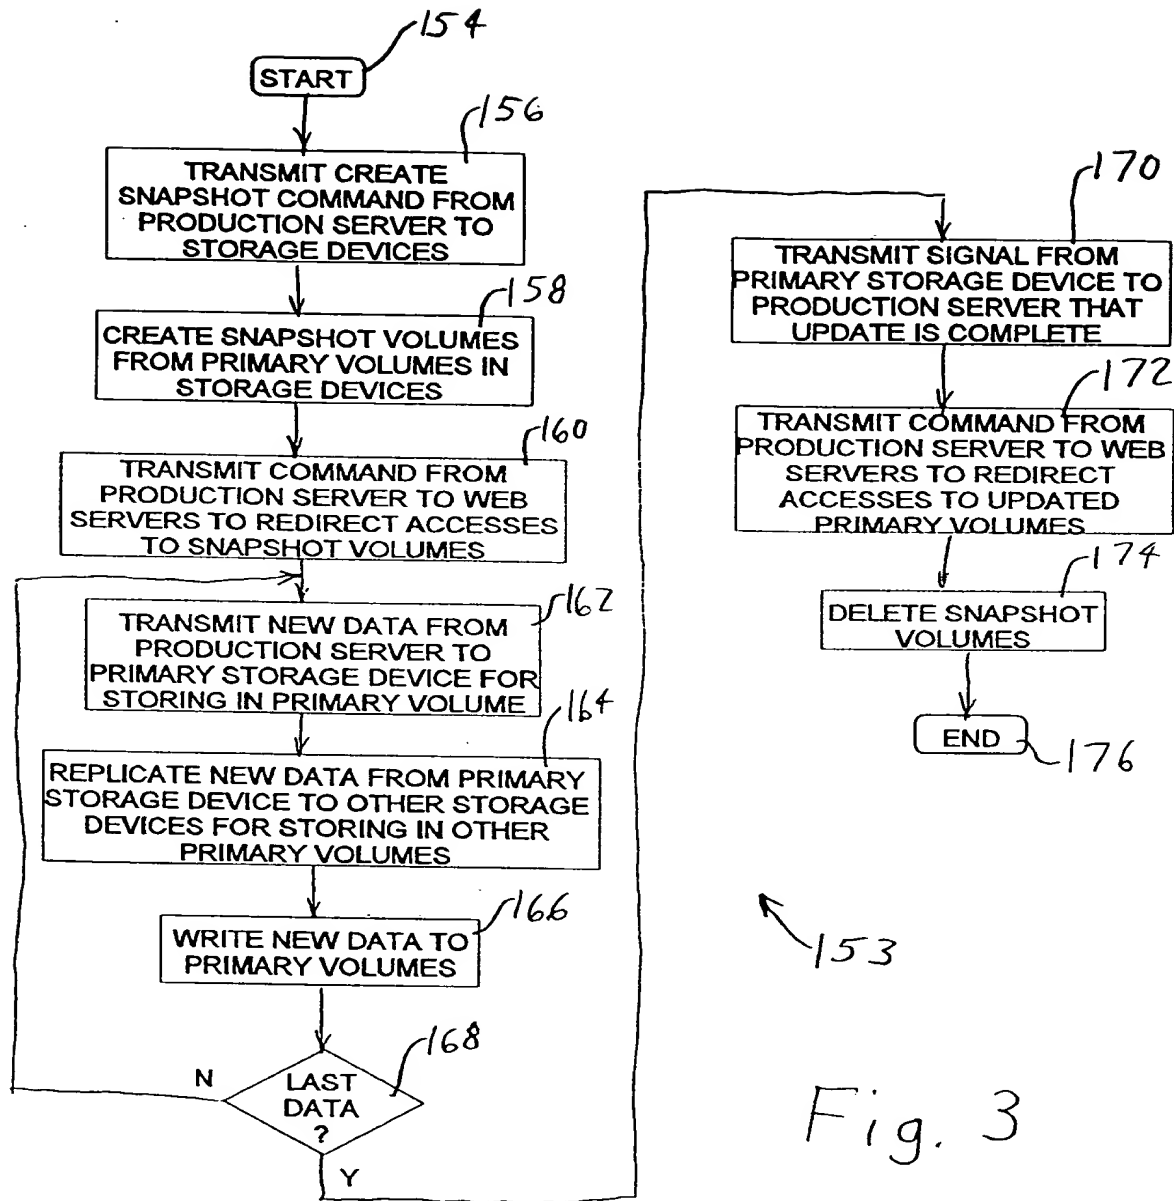 154
START
156
TRANSMIT CREATE
SNAPSHOT COMMAND FROM
PRODUCTION SERVER TO
STORAGE DEVICES
158
CREATE SNAPSHOT VOLUMES
FROM PRIMARY VOLUMES IN
STORAGE DEVICES
160
TRANSMIT COMMAND FROM
PRODUCTION SERVER TO WEB
SERVERS TO REDIRECT ACCESSES
TO SNAPSHOT VOLUMES
162
TRANSMIT NEW DATA FROM
PRODUCTION SERVER TO
PRIMARY STORAGE DEVICE FOR
STORING IN PRIMARY VOLUME
164
REPLICATE NEW DATA FROM PRIMARY
STORAGE DEVICE TO OTHER STORAGE
DEVICES FOR STORING IN OTHER
PRIMARY VOLUMES
166
WRITE NEW DATA TO
PRIMARY VOLUMES
168
LAST
DATA
?
N
Y
170
TRANSMIT SIGNAL FROM
PRIMARY STORAGE DEVICE TO
PRODUCTION SERVER THAT
UPDATE IS COMPLETE
172
TRANSMIT COMMAND FROM
PRODUCTION SERVER TO WEB
SERVERS TO REDIRECT
ACCESSES TO UPDATED
PRIMARY VOLUMES
174
DELETE SNAPSHOT
VOLUMES
END
176
153
Fig. 3